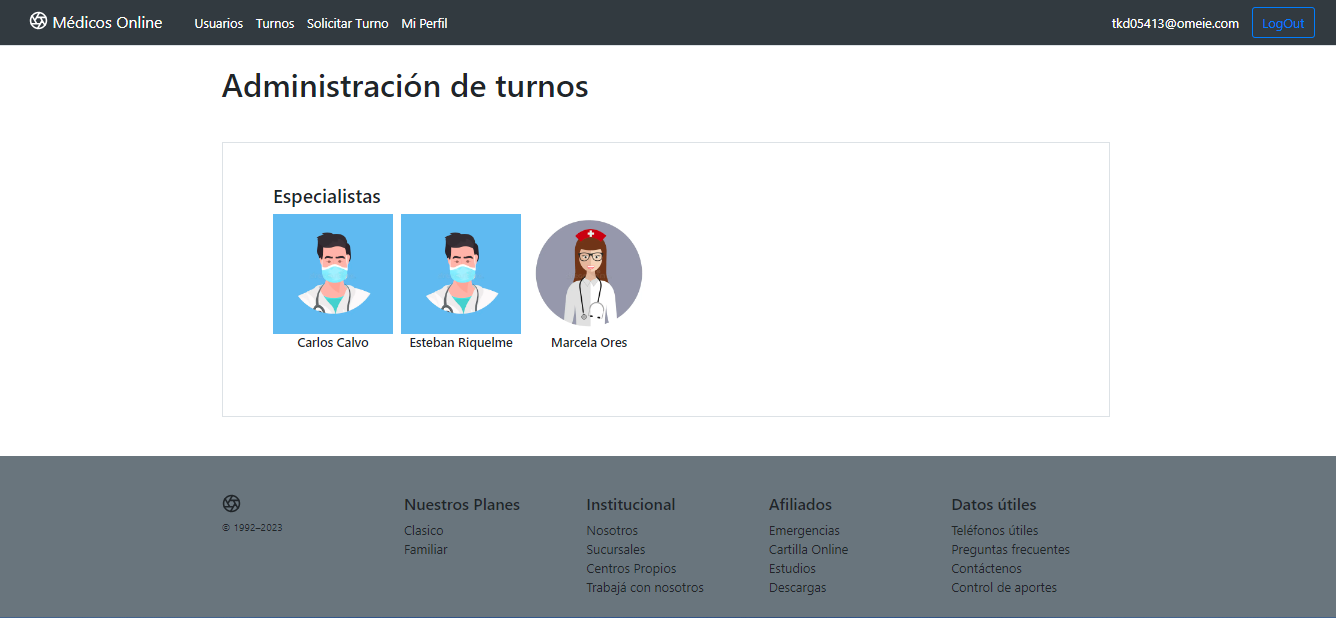 Médicos Online Usuarios Turnos Solicitar Turno Mi Perfil tkd05413@omeie.com LogOut
Administración de turnos
Especialistas
Carlos Calvo Esteban Riquelme Marcela Ores
© 1992–2023
Nuestros Planes
Clasico
Familiar
Institucional
Nosotros
Sucursales
Centros Propios
Trabajá con nosotros
Afiliados
Emergencias
Cartilla Online
Estudios
Descargas
Datos útiles
Teléfonos útiles
Preguntas frecuentes
Contáctenos
Control de aportes